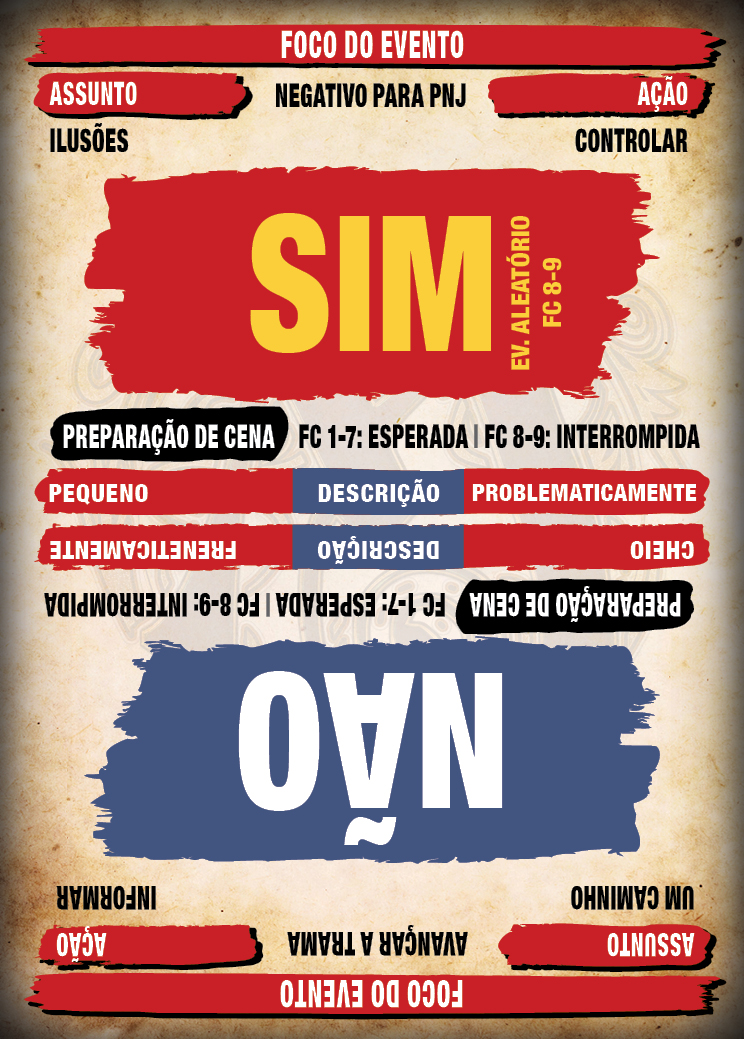 FOCO DO EVENTO
ASSUNTO NEGATIVO PARA PNJ AÇÃO
ILUSÕES CONTROLAR
SIM
EV. ALEATÓRIO
FC 8-9
PREPARAÇÃO DE CENA FC 1-7: ESPERADA | FC 8-9: INTERROMPIDA
PEQUENO DESCRIÇÃO PROBLEMATICAMENTE
FOCO DO EVENTO
ASSUNTO AVANÇAR A TRAMA AÇÃO
UM CAMINHO INFORMAR
NÃO
PREPARAÇÃO DE CENA FC 1-7: ESPERADA | FC 8-9: INTERROMPIDA
CHEIO DESCRIÇÃO FRENETICAMENTE